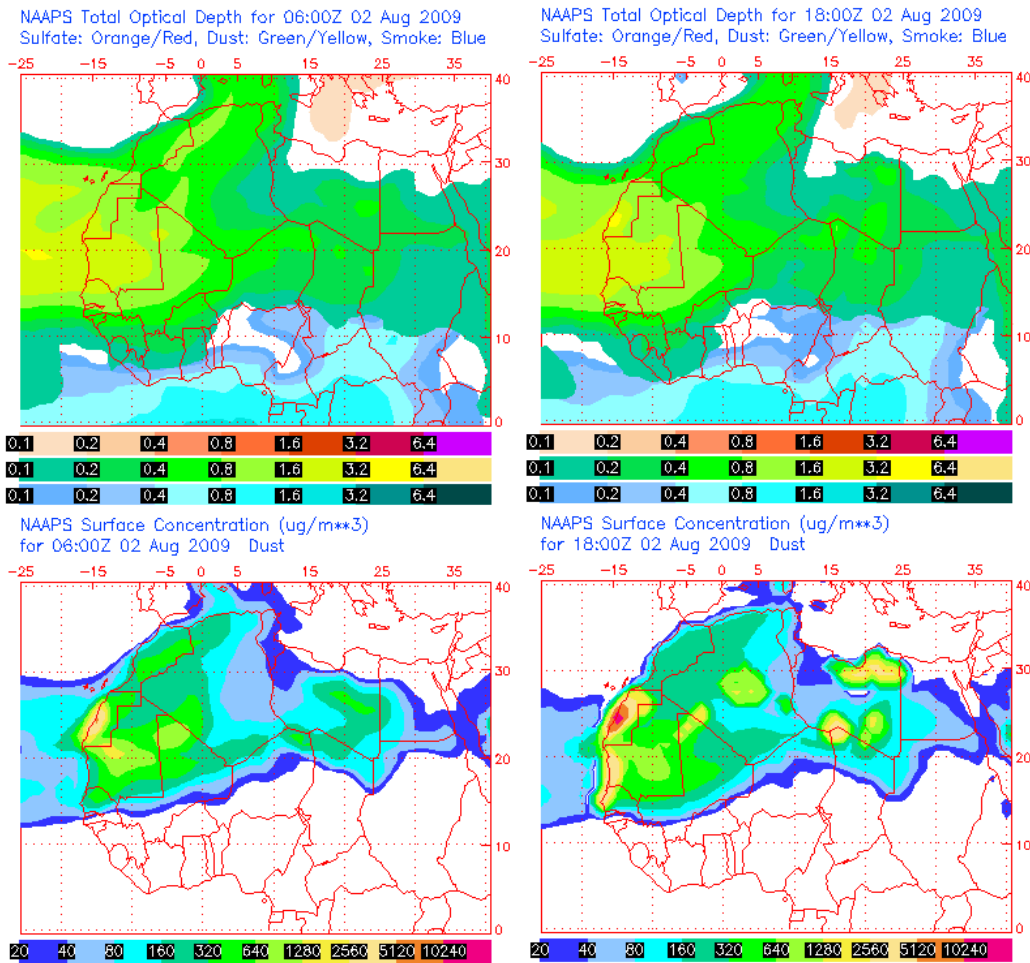 NAAPS Total Optical Depth for 06:00Z 02 Aug 2009
Sulfate: Orange/Red, Dust: Green/Yellow, Smoke: Blue
-25 -15 -5 0 5 15 25 35
40
30
20
10
0
0.1 0.2 0.4 0.8 1.6 3.2 6.4
0.1 0.2 0.4 0.8 1.6 3.2 6.4
0.1 0.2 0.4 0.8 1.6 3.2 6.4
NAAPS Total Optical Depth for 18:00Z 02 Aug 2009
Sulfate: Orange/Red, Dust: Green/Yellow, Smoke: Blue
-25 -15 -5 0 5 15 25 35
40
30
20
10
0
0.1 0.2 0.4 0.8 1.6 3.2 6.4
0.1 0.2 0.4 0.8 1.6 3.2 6.4
0.1 0.2 0.4 0.8 1.6 3.2 6.4
NAAPS Surface Concentration (ug/m**3)
for 06:00Z 02 Aug 2009 Dust
-25 -15 -5 0 5 15 25 35
40
30
20
10
0
20 40 80 160 320 640 1280 2560 5120 10240
NAAPS Surface Concentration (ug/m**3)
for 18:00Z 02 Aug 2009 Dust
-25 -15 -5 0 5 15 25 35
40
30
20
10
0
20 40 80 160 320 640 1280 2560 5120 10240